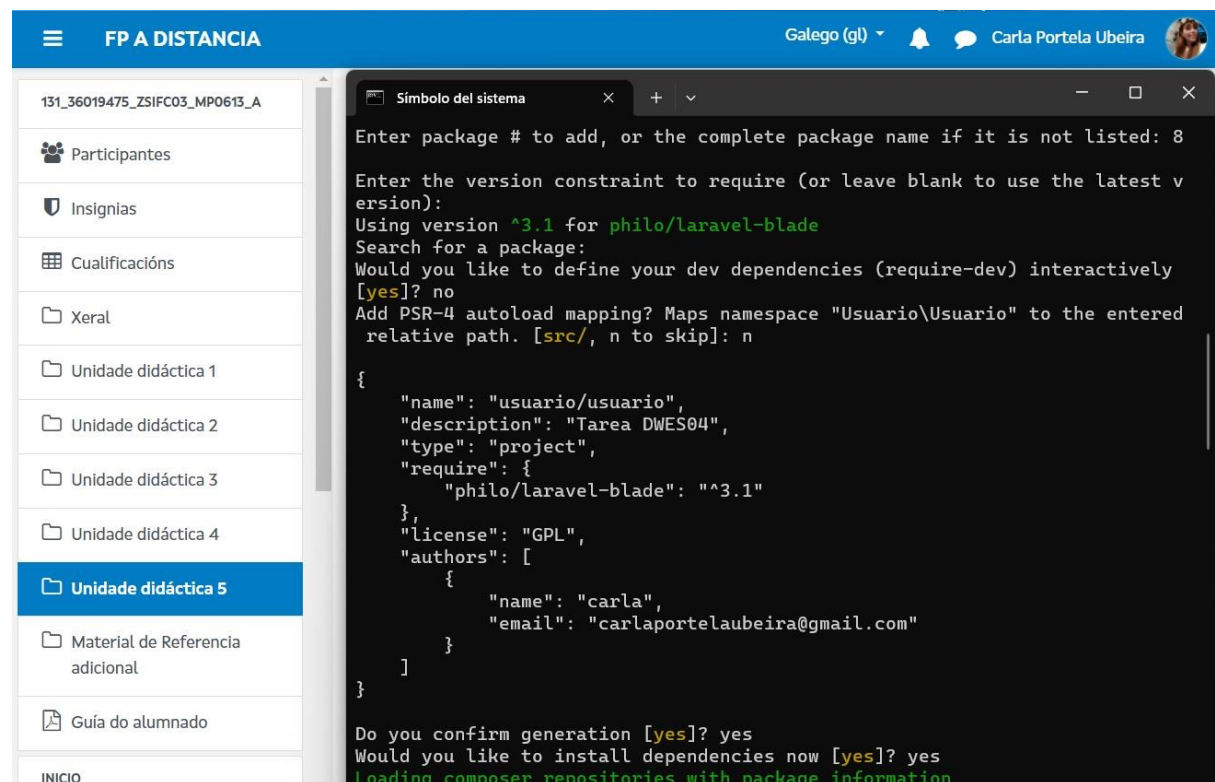 FP A DISTANCIA
Galego (gl)
Carla Portela Ubeira
131_36019475_ZSIFC03_MP0613_A
Participantes
Insignias
Cualificacións
Xeral
Unidade didáctica 1
Unidade didáctica 2
Unidade didáctica 3
Unidade didáctica 4
Unidade didáctica 5
Material de Referencia
adicional
Guía do alumnado
INICIO
Símbolo del sistema
Enter package # to add, or the complete package name if it is not listed: 8
Enter the version constraint to require (or leave blank to use the latest v
ersion):
Using version ^3.1 for philo/laravel-blade
Search for a package:
Would you like to define your dev dependencies (require-dev) interactively
[yes]? no
Add PSR-4 autoload mapping? Maps namespace "Usuario\Usuario" to the entered
 relative path. [src/, n to skip]: n
{
    "name": "usuario/usuario",
    "description": "Tarea DWES04",
    "type": "project",
    "require": {
        "philo/laravel-blade": "^3.1"
    },
    "license": "GPL",
    "authors": [
        {
            "name": "carla",
            "email": "carlaportelaubeira@gmail.com"
        }
    ]
}
Do you confirm generation [yes]? yes
Would you like to install dependencies now [yes]? yes
Loading composer repositories with package information